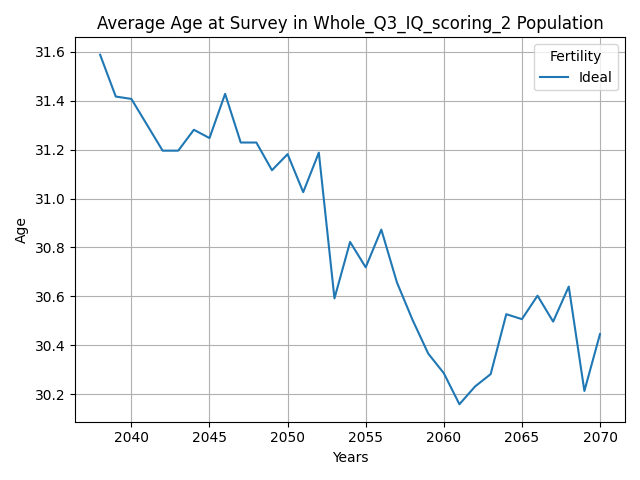 Average Age at Survey in Whole_Q3_IQ_scoring_2 Population
Fertility
Ideal
31.6
31.4
31.2
31.0
30.8
30.6
30.4
30.2
Age
2040 2045 2050 2055 2060 2065 2070
Years